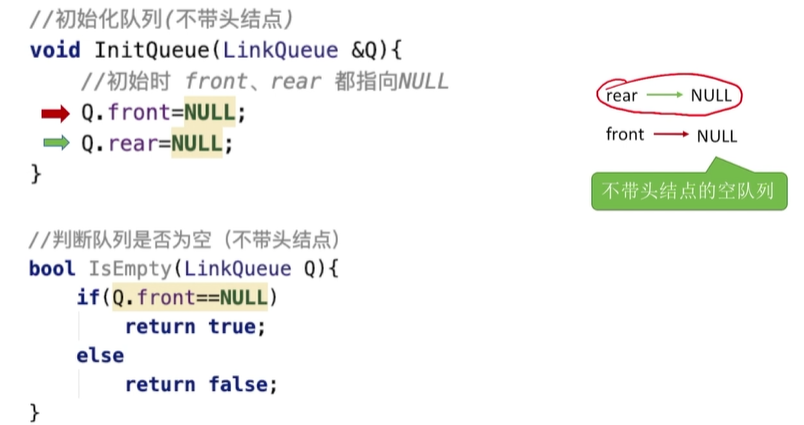 //初始化队列(不带头结点)
void InitQueue(LinkQueue &Q){
//初始时 front、rear 都指向NULL
Q.front=NULL;
Q.rear=NULL;
}
rear NULL
front NULL
不带头结点的空队列
//判断队列是否为空（不带头结点）
bool IsEmpty(LinkQueue Q){
if(Q.front==NULL)
return true;
else
return false;
}